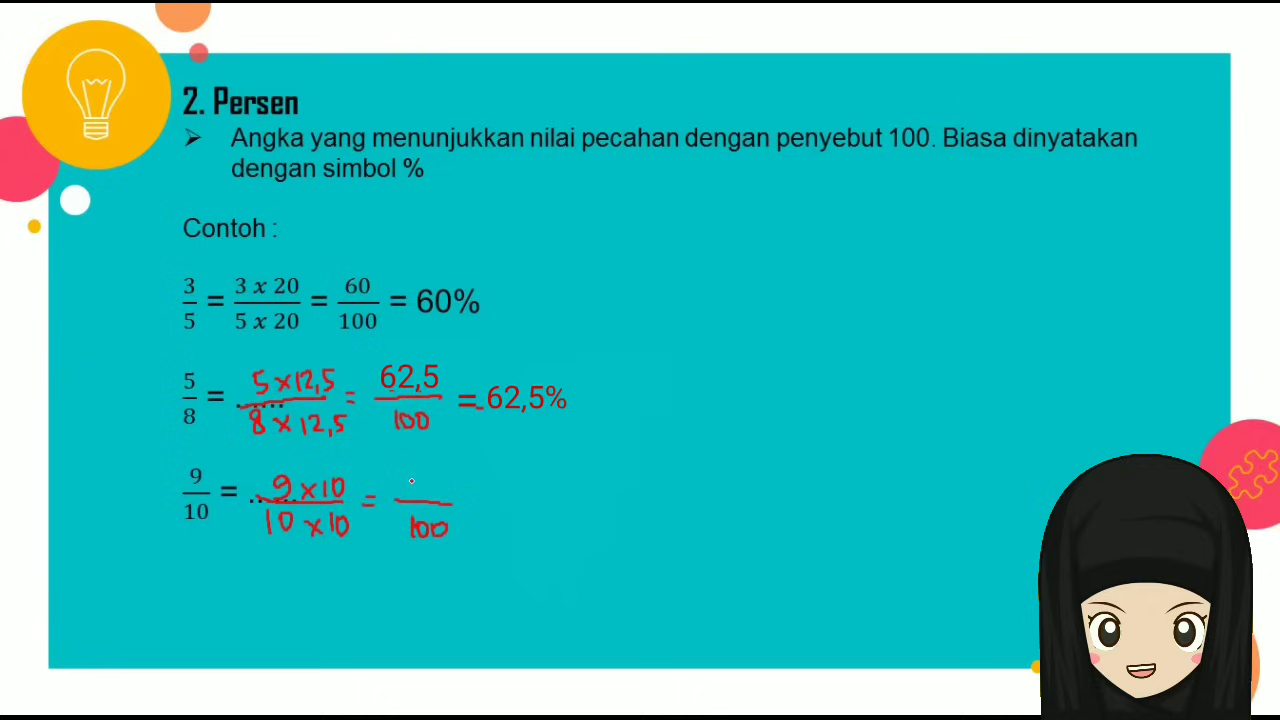 2. Persen
➤ Angka yang menunjukkan nilai pecahan dengan penyebut 100. Biasa dinyatakan
dengan simbol %
Contoh :
3/5 = 3 x 20/5 x 20 = 60/100 = 60%
5/8 = ...... 5 x 12,5/8 x 12,5 = 62,5/100 = 62,5%
9/10 = ...... 9 x 10/10 x 10 = /100